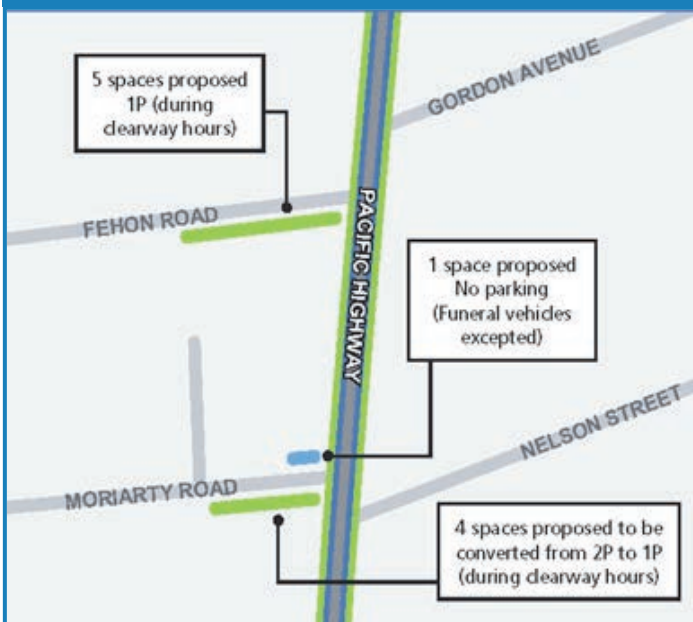 5 spaces proposed
1P (during
clearway hours)
GORDON AVENUE
FEHON ROAD
PACIFIC HIGHWAY
1 space proposed
No parking
(Funeral vehicles
excepted)
NELSON STREET
MORIARTY ROAD
4 spaces proposed to be
converted from 2P to 1P
(during clearway hours)